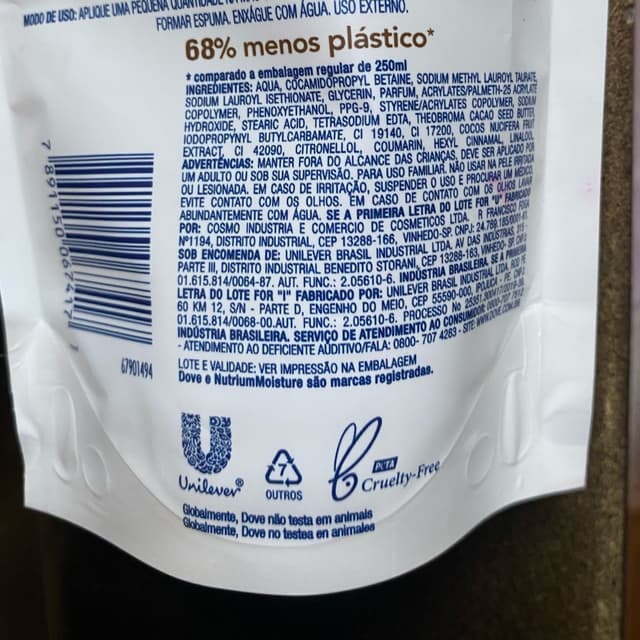 MODO DE USO: APLIQUE UMA PEQUENA QUANTIDADE
FORMAR ESPUMA. ENXÁGUE COM ÁGUA. USO EXTERNO.
68% menos plástico*
* comparado a embalagem regular de 250ml
INGREDIENTES: AQUA, COCAMIDOPROPYL BETAINE, SODIUM METHYL LAUROYL TAURATE,
SODIUM LAUROYL ISETHIONATE, GLYCERIN, PARFUM, ACRYLATES/PALMETH-25 ACRYLATE
COPOLYMER, PHENOXYETHANOL, PPG-9, STYRENE/ACRYLATES COPOLYMER, SODIUM
HYDROXIDE, STEARIC ACID, TETRASODIUM EDTA, THEOBROMA CACAO SEED BUTTER,
IODOPROPYNYL BUTYLCARBAMATE, CI 19140, CI 17200, COCOS NUCIFERA FRUIT
EXTRACT, CI 42090, CITRONELLOL, COUMARIN, HEXYL CINNAMAL, LINALOOL.
ADVERTÊNCIAS: MANTER FORA DO ALCANCE DAS CRIANÇAS. DEVE SER APLICADO POR
UM ADULTO OU SOB SUA SUPERVISÃO. PARA USO FAMILIAR. NÃO USAR NA PELE IRRITADA
OU LESIONADA. EM CASO DE IRRITAÇÃO, SUSPENDER O USO E PROCURAR UM MÉDICO.
EVITE CONTATO COM OS OLHOS. EM CASO DE CONTATO COM OS OLHOS LAVAR
ABUNDANTEMENTE COM ÁGUA. SE A PRIMEIRA LETRA DO LOTE FOR "U" FABRICADO
POR: COSMO INDUSTRIA E COMERCIO DE COSMETICOS LTDA. R FRANCESC
Nº1194, DISTRITO INDUSTRIAL, CEP 13288-166, VINHEDO-SP. CNPJ: 24.789.
SOB ENCOMENDA DE: UNILEVER BRASIL INDUSTRIAL LTDA. AV DAS INDUSTRIAS,
PARTE III, DISTRITO INDUSTRIAL BENEDITO STORANI, CEP 13288-163, VINHEDO-SP.
01.615.814/0064-87. AUT. FUNC.: 2.05610-6. INDÚSTRIA BRASILEIRA. SE A
LETRA DO LOTE FOR "I" FABRICADO POR: UNILEVER BRASIL INDUSTRIAL LTDA.
60 KM 12, S/N - PARTE D, ENGENHO DO MEIO, CEP 55590-000,
01.615.814/0068-00.AUT. FUNC.: 2.05610-6. PROCESSO No
INDÚSTRIA BRASILEIRA. SERVIÇO DE ATENDIMENTO AO CONSUMIDOR:
- ATENDIMENTO AO DEFICIENTE AUDITIVO/FALA: 0800- 707 4283 - SITE:
LOTE E VALIDADE: VER IMPRESSÃO NA EMBALAGEM
Dove e NutriumMoisture são marcas registradas.
7 891150 067417
67901494
Unilever®
7
OUTROS
PETA
Cruelty-Free
Globalmente, Dove não testa em animais
Globalmente, Dove no testea en animales